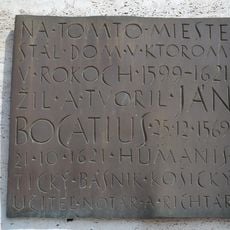 NA·TOMTO·MIESTE
STÁL·DOM·V·KTOROM
V·ROKOCH·1599-1621
ŽIL·A·TVORIL·JÁN
BOCATIUS·25·12·1569
21·10·1621·HUMANIS
TICKÝ·BÁSNIK·KOŠICKÝ
UČITEĽ·NOTÁR·A·RICHTÁR